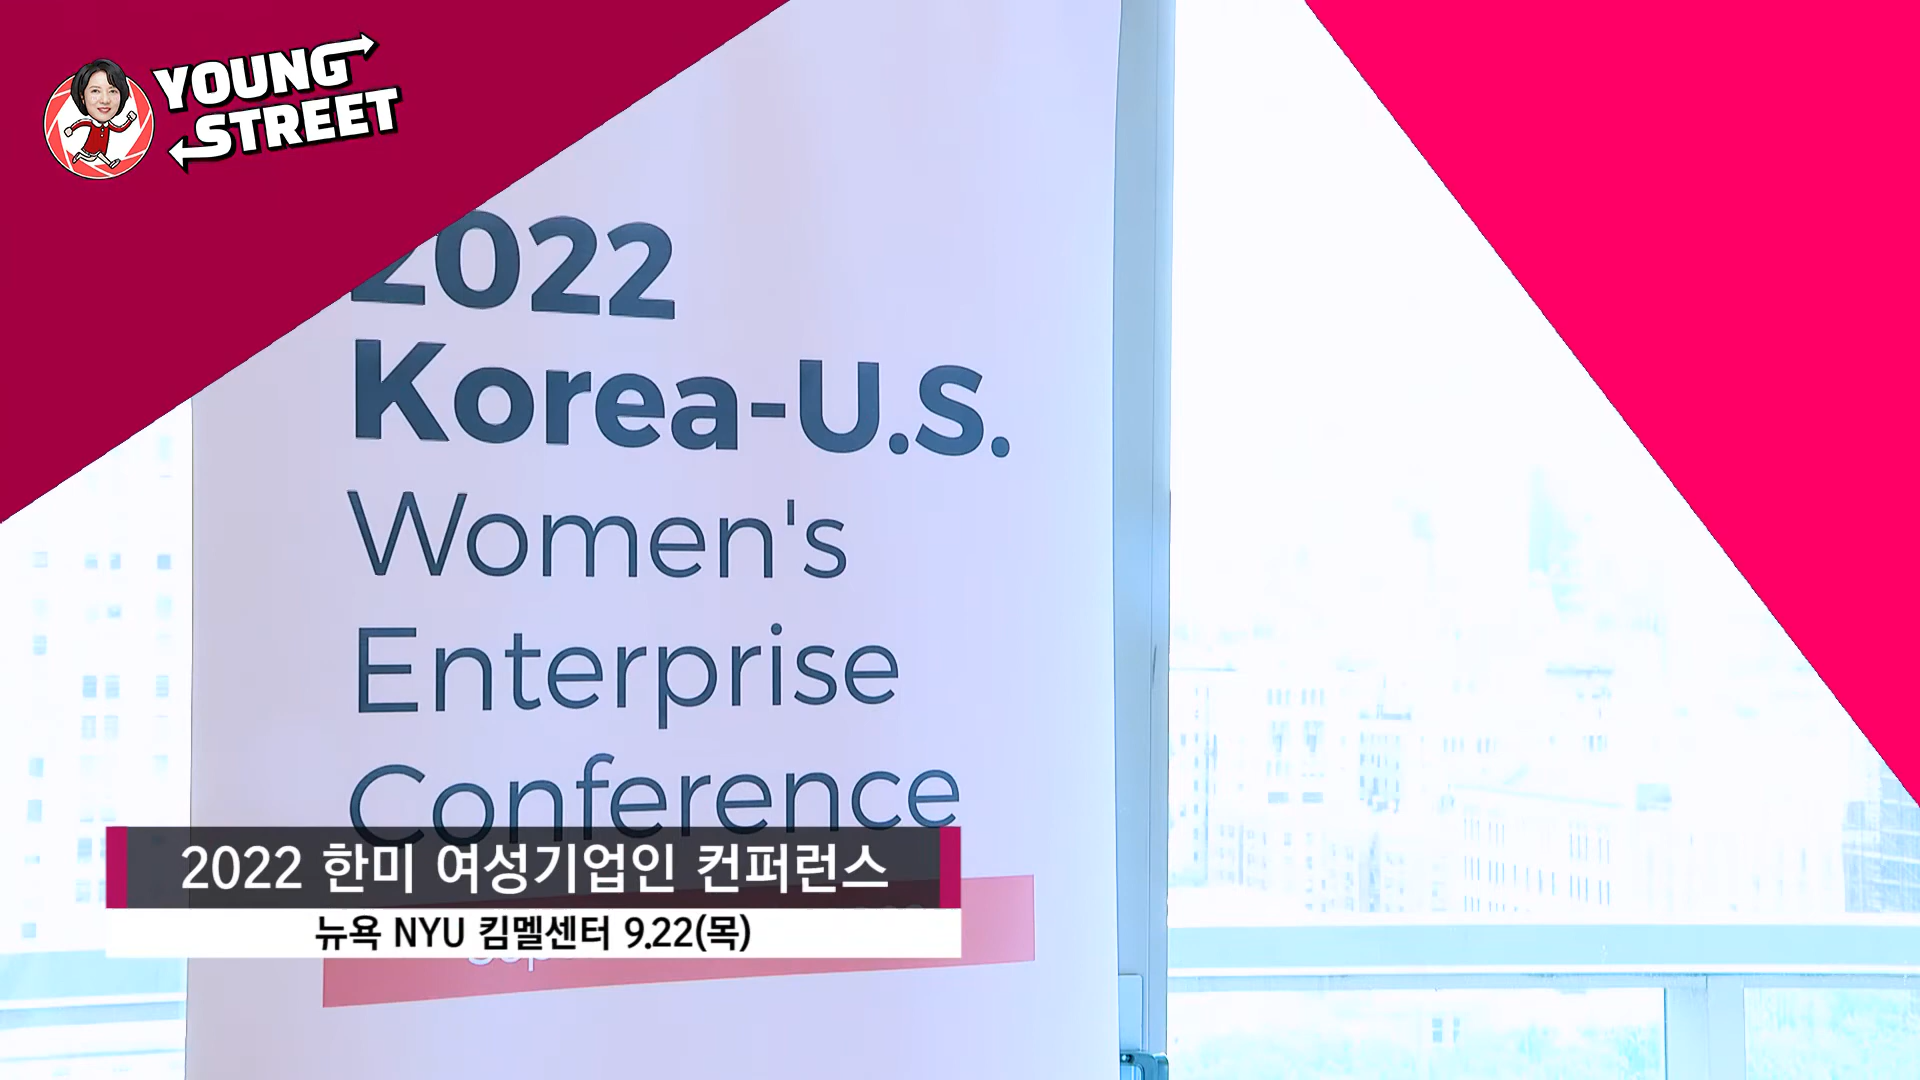 YOUNG
STREET
2022
Korea-U.S.
Women's
Enterprise
Conference
2022 한미 여성기업인 컨퍼런스
뉴욕 NYU 킴멜센터 9.22(목)